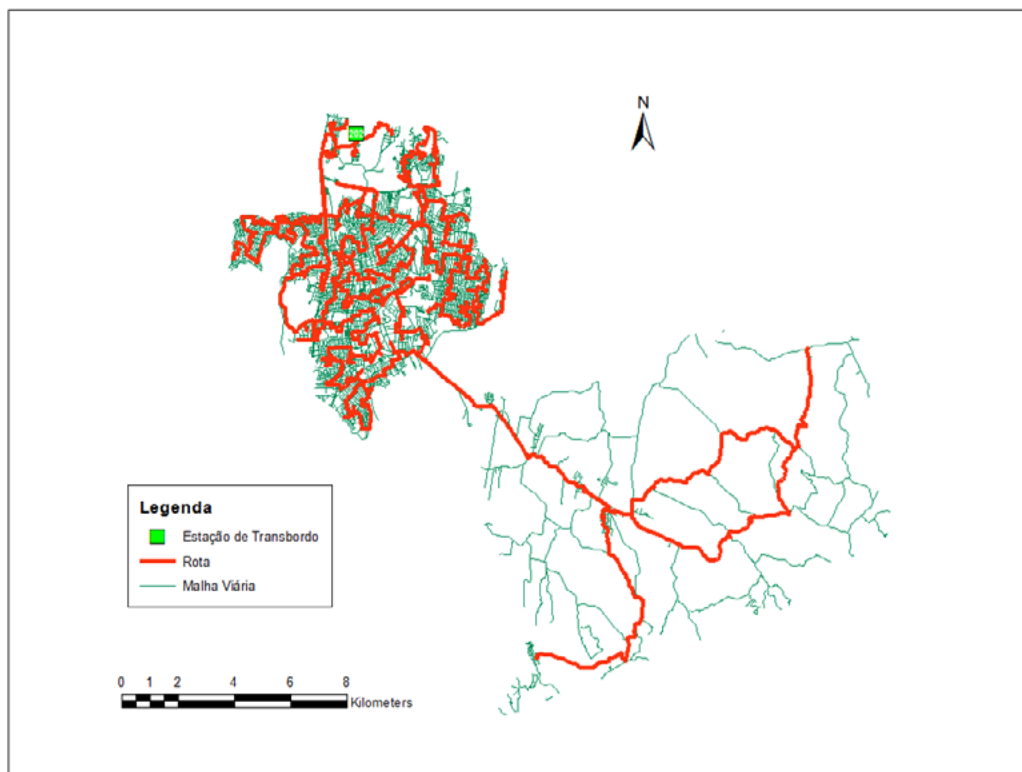 N
Legenda
Estação de Transbordo
Rota
Malha Viária
0 1 2 4 6 8
Kilometers